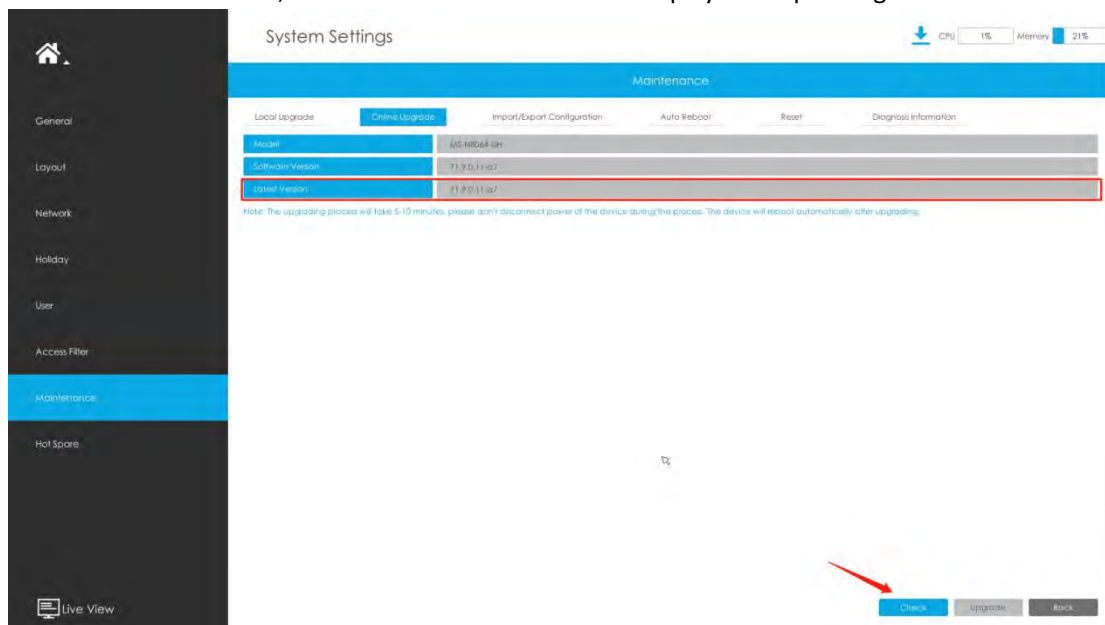 System Settings
CPU 1% Memory 21%
Maintenance
General
Local Upgrade Online Upgrade Import/Export Configuration Auto Reboot Reset Diagnosis Information
Model
Software Version
Layout
Latest Version
Network
Note: The upgrading process will take 5-10 minutes, please don't disconnect power of the device during the process. The device will reboot automatically after upgrading.
Holiday
User
Access Filter
Maintenance
Hot Spare
Live View
Check Upgrade Back